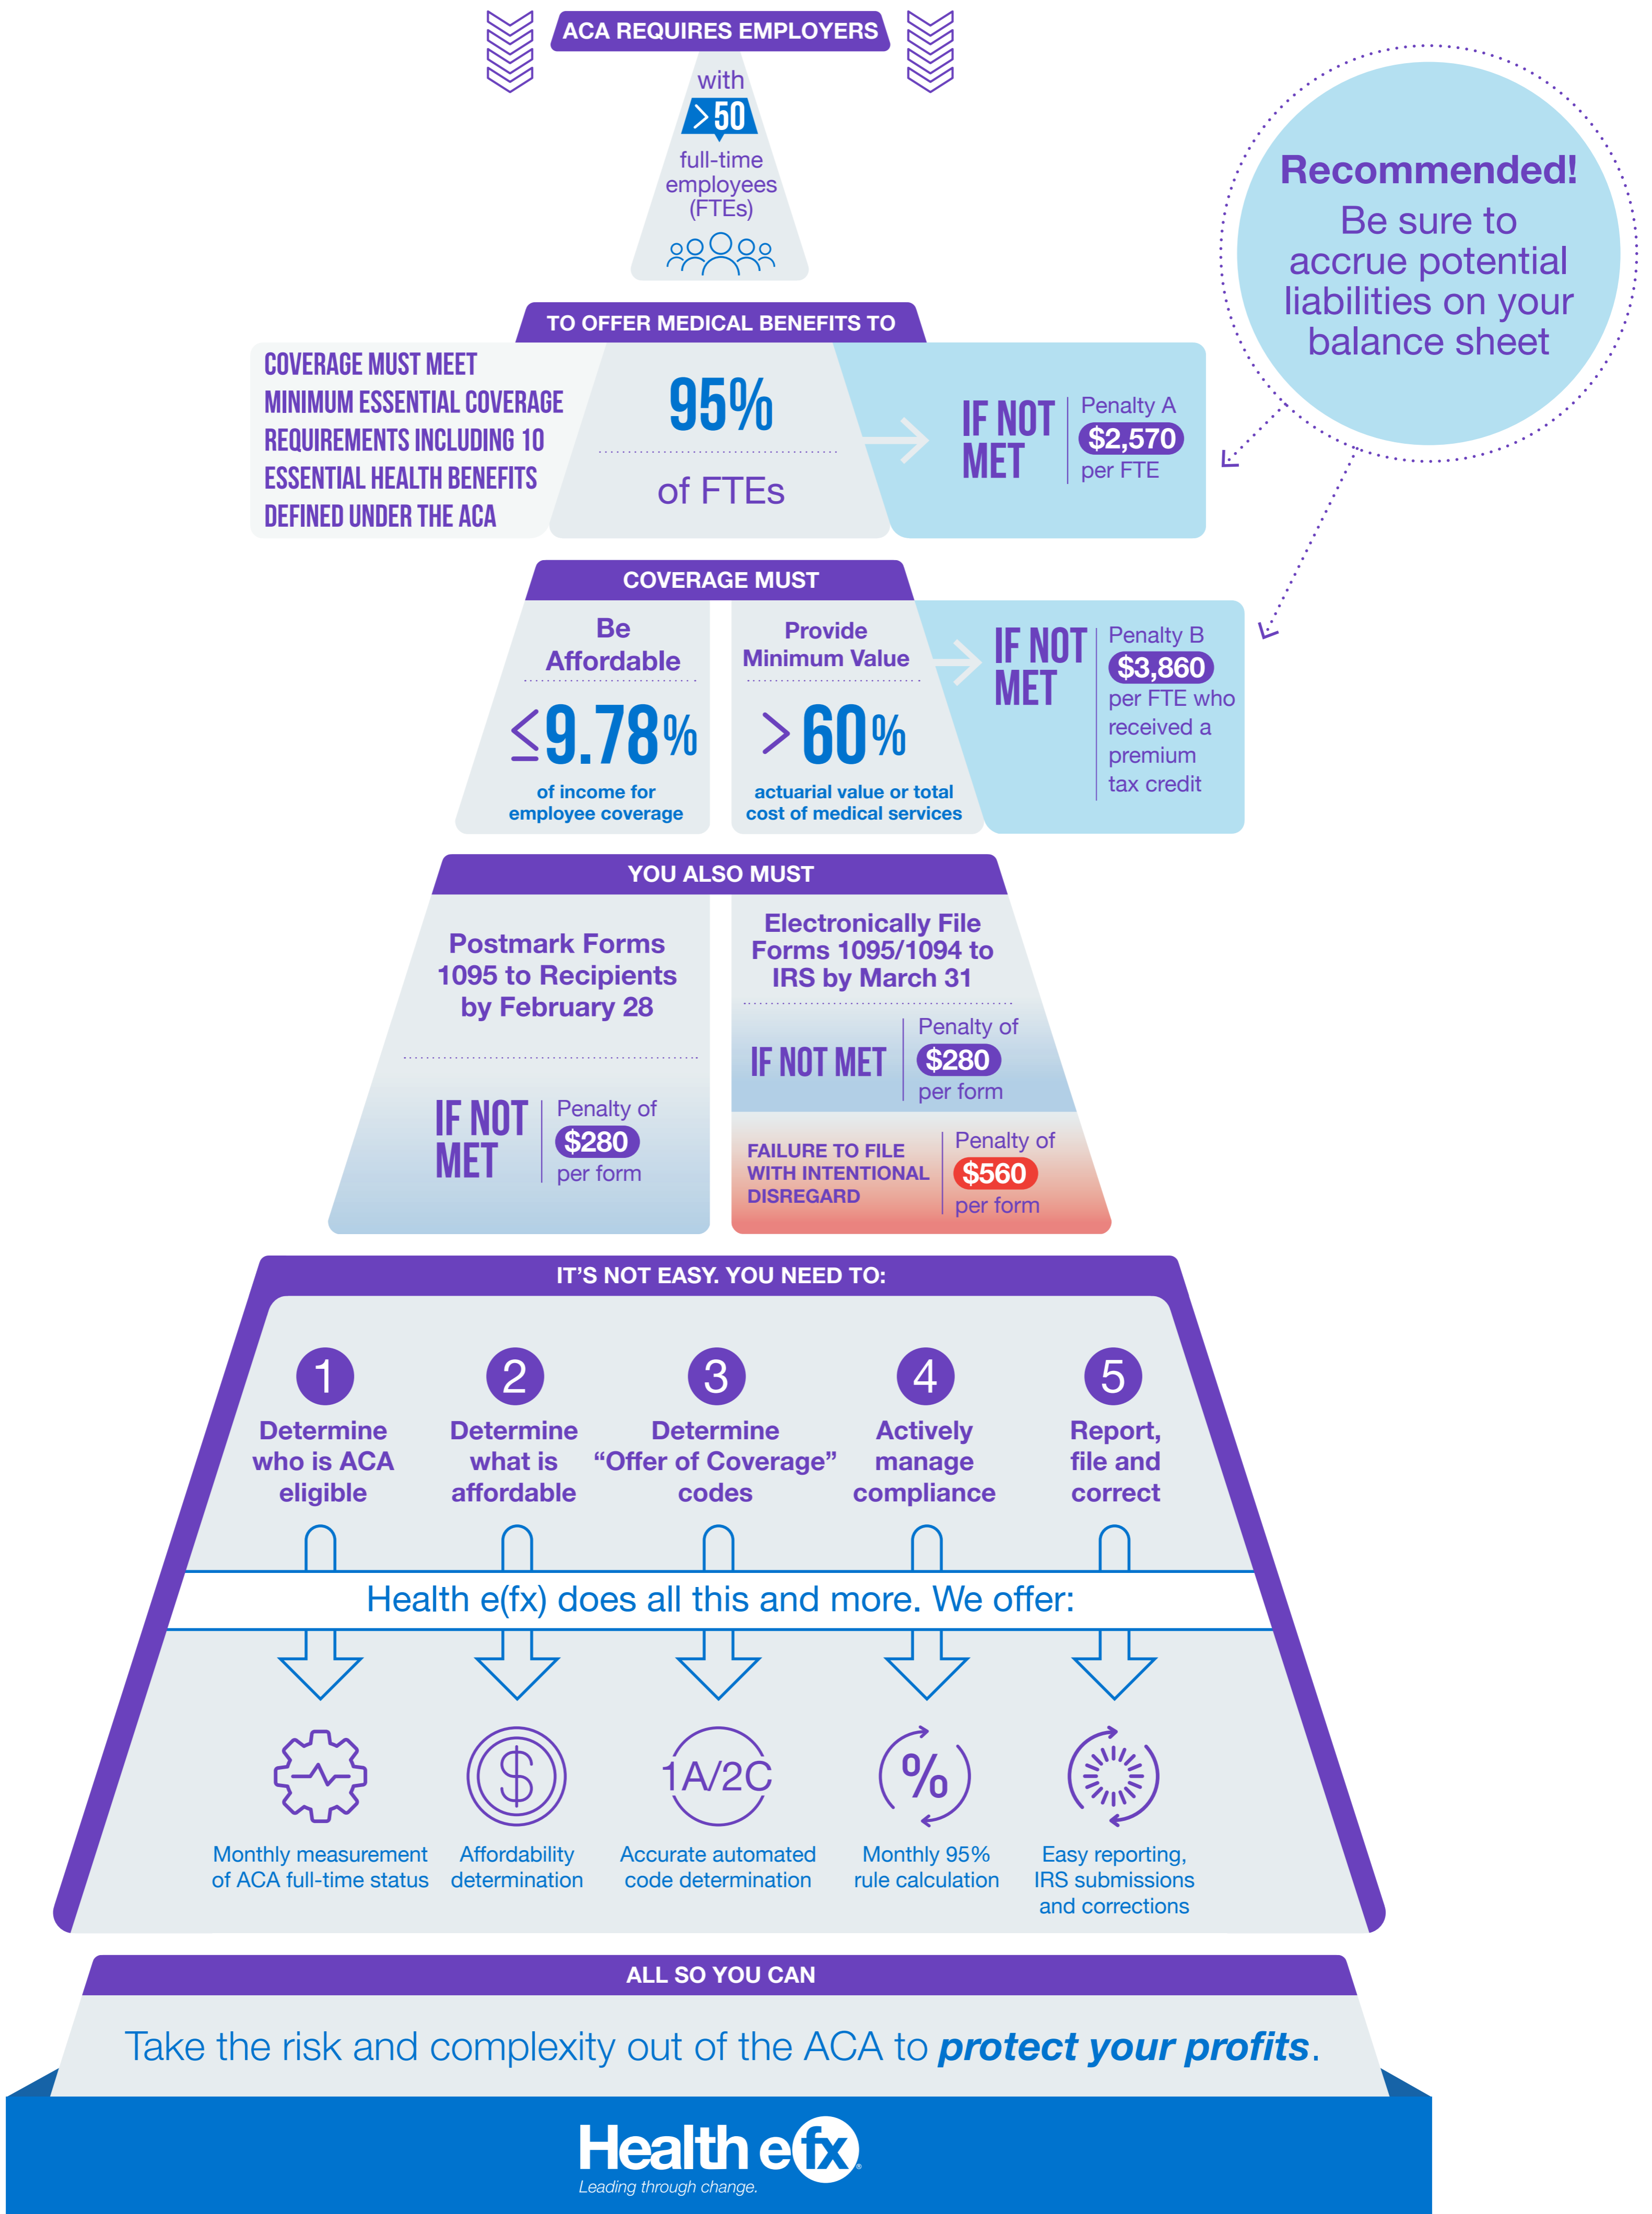 ACA REQUIRES EMPLOYERS
with
>50
full-time
employees
(FTEs)
Recommended!
Be sure to
accrue potential
liabilities on your
balance sheet
TO OFFER MEDICAL BENEFITS TO
COVERAGE MUST MEET
MINIMUM ESSENTIAL COVERAGE
REQUIREMENTS INCLUDING 10
ESSENTIAL HEALTH BENEFITS
DEFINED UNDER THE ACA
95%
of FTEs
IF NOT
MET
Penalty A
$2,570
per FTE
COVERAGE MUST
Be
Affordable
≤9.78%
of income for
employee coverage
Provide
Minimum Value
>60%
actuarial value or total
cost of medical services
IF NOT
MET
Penalty B
$3,860
per FTE who
received a
premium
tax credit
YOU ALSO MUST
Postmark Forms
1095 to Recipients
by February 28
IF NOT
MET
Penalty of
$280
per form
Electronically File
Forms 1095/1094 to
IRS by March 31
IF NOT MET
Penalty of
$280
per form
FAILURE TO FILE
WITH INTENTIONAL
DISREGARD
Penalty of
$560
per form
IT'S NOT EASY. YOU NEED TO:
1
Determine
who is ACA
eligible
2
Determine
what is
affordable
3
Determine
“Offer of Coverage”
codes
4
Actively
manage
compliance
5
Report,
file and
correct
Health e(fx) does all this and more. We offer:
$
1A/2C
%
Monthly measurement
of ACA full-time status
Affordability
determination
Accurate automated
code determination
Monthly 95%
rule calculation
Easy reporting,
IRS submissions
and corrections
ALL SO YOU CAN
Take the risk and complexity out of the ACA to protect your profits.
Health efx®
Leading through change.